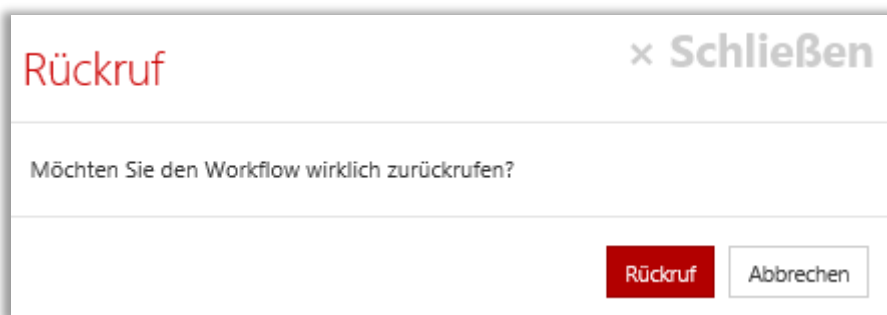 Rückruf
× Schließen
Möchten Sie den Workflow wirklich zurückrufen?
Rückruf
Abbrechen